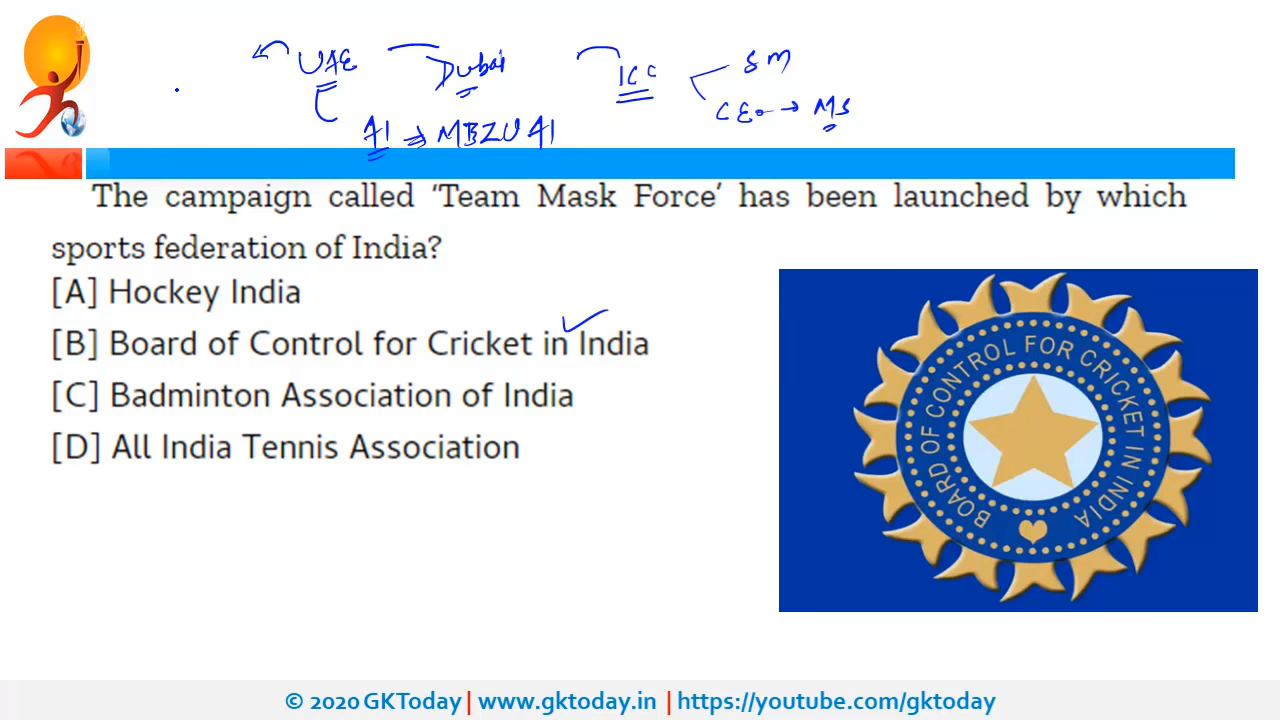 UAE Dubai ICC SM
CEO → MS
AI ⇒ MBZUAI
The campaign called ‘Team Mask Force’ has been launched by which
sports federation of India?
[A] Hockey India
[B] Board of Control for Cricket in India
[C] Badminton Association of India
[D] All India Tennis Association
BOARD OF CONTROL FOR CRICKET IN INDIA
© 2020 GKToday | www.gktoday.in | https://youtube.com/gktoday